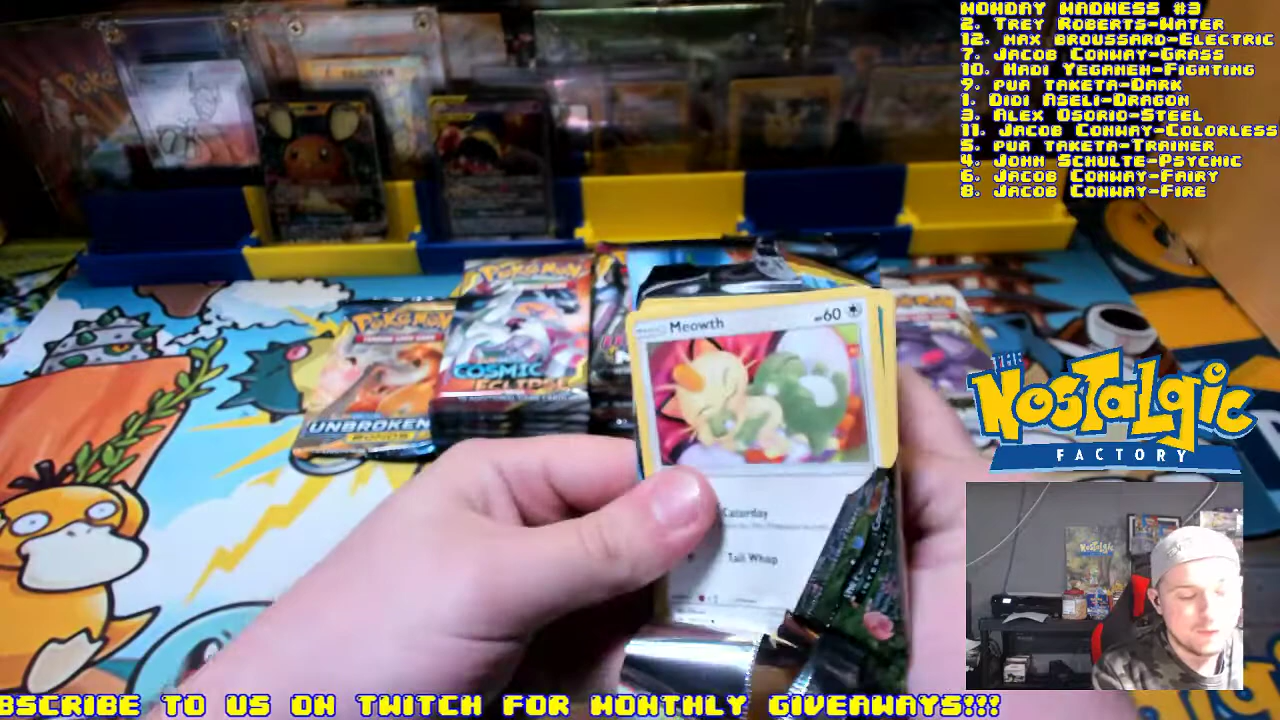 MONDAY MADNESS #3
2. TREY ROBERTS-WATER
12. MAX BROUSSARD-ELECTRIC
7. JACOB CONWAY-GRASS
10. HADI YEGANEH-FIGHTING
9. PUA TAKETA-DARK
1. DIDI ASELI-DRAGON
3. ALEX OSORIO-STEEL
11. JACOB CONWAY-COLORLESS
5. PUA TAKETA-TRAINER
4. JOHN SCHULTE-PSYCHIC
6. JACOB CONWAY-FAIRY
8. JACOB CONWAY-FIRE
Pokémon
UNBROKEN
BONDS
Pokémon
COSMIC
ECLIPSE
Meowth
60
Caturday
Tail Whap
NOSTALGIC
FACTORY
Nostalgic
BSCRIBE TO US ON TWITCH FOR MONTHLY GIVEAWAYS!!!